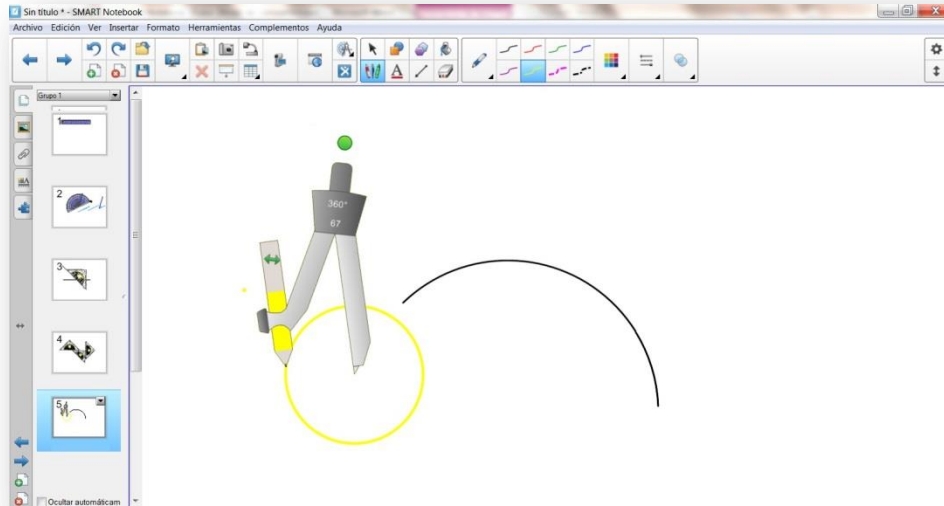 Sin título * - SMART Notebook
Archivo Edición Ver Insertar Formato Herramientas Complementos Ayuda
A
Grupo 1
1
2
3
4
5
360°
67
Ocultar automáticam